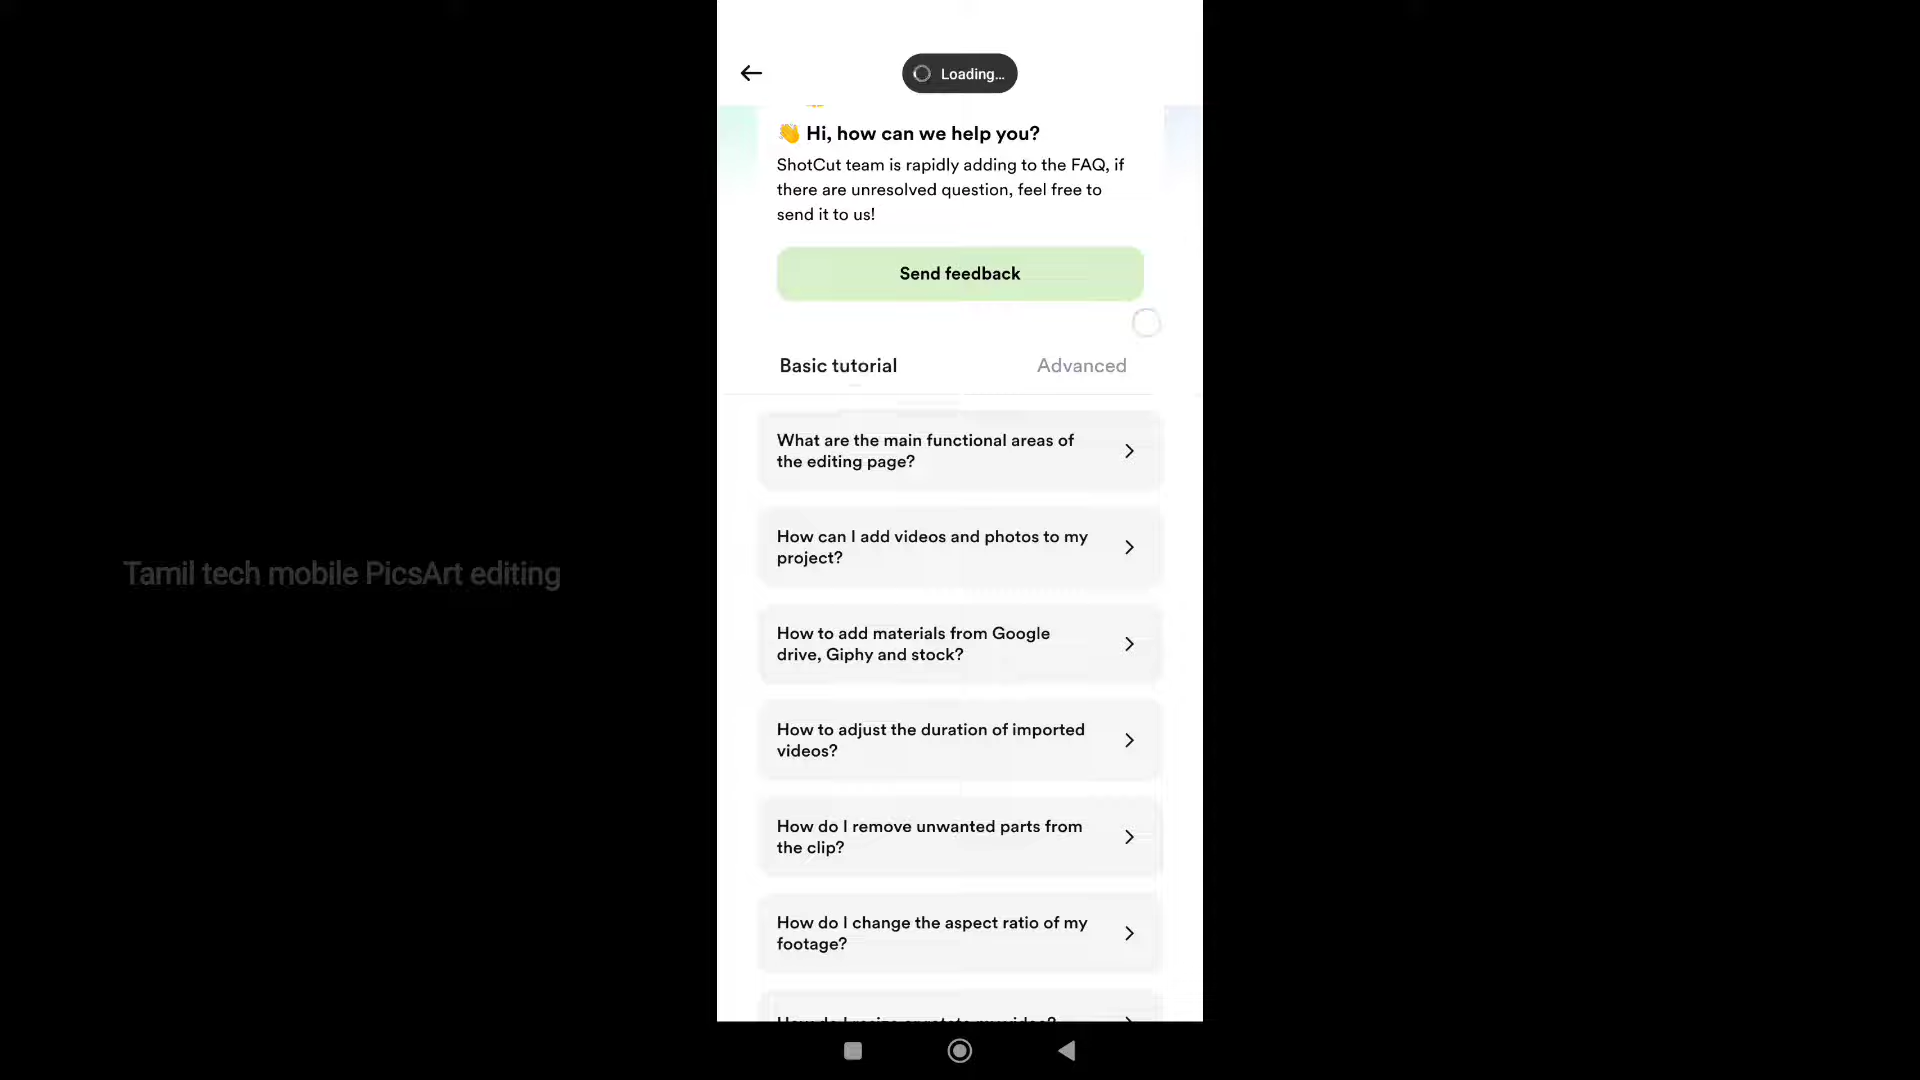 Loading...
👋 Hi, how can we help you?
ShotCut team is rapidly adding to the FAQ, if
there are unresolved question, feel free to
send it to us!
Send feedback
Basic tutorial
Advanced
What are the main functional areas of
the editing page?
How can I add videos and photos to my
project?
Tamil tech mobile PicsArt editing
How to add materials from Google
drive, Giphy and stock?
How to adjust the duration of imported
videos?
How do I remove unwanted parts from
the clip?
How do I change the aspect ratio of my
footage?